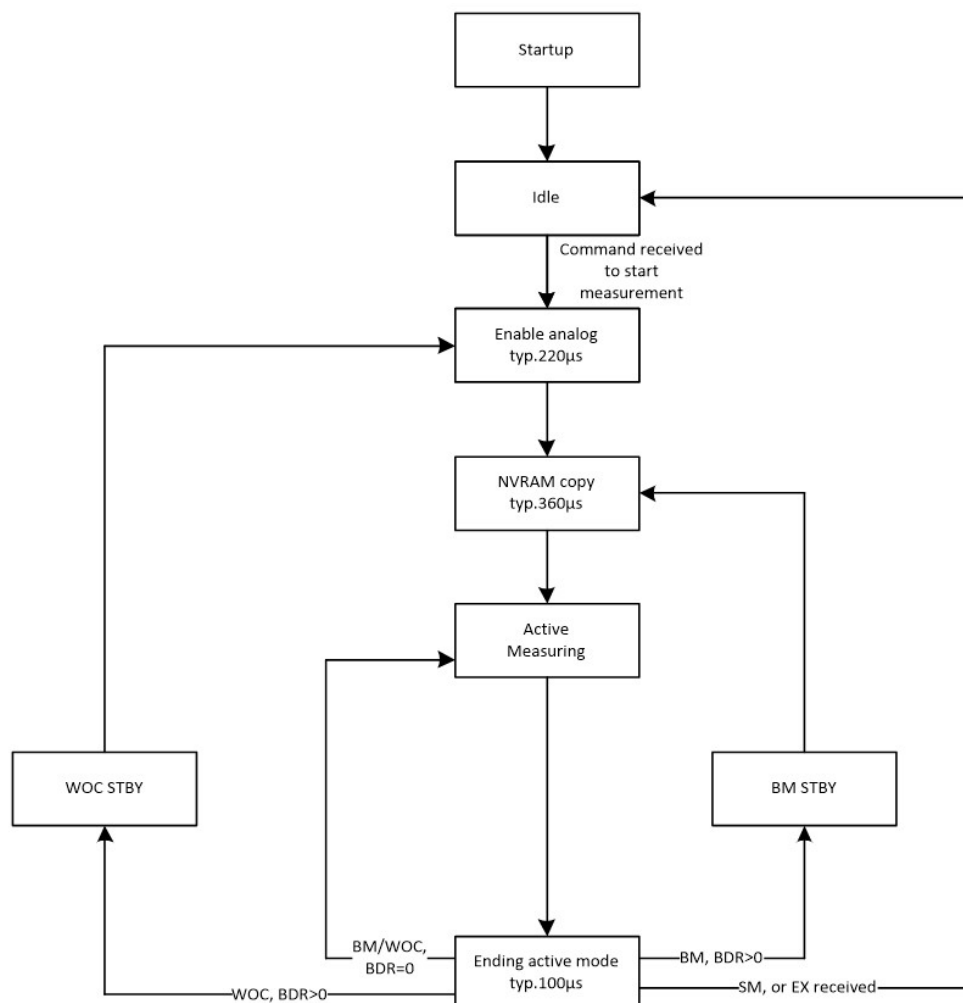 Startup
Idle
Command received
to start
measurement
Enable analog
typ.220µs
NVRAM copy
typ.360µs
Active
Measuring
WOC STBY
BM STBY
BM/WOC,
BDR=0
Ending active mode
typ.100µs
BM, BDR>0
WOC, BDR>0
SM, or EX received